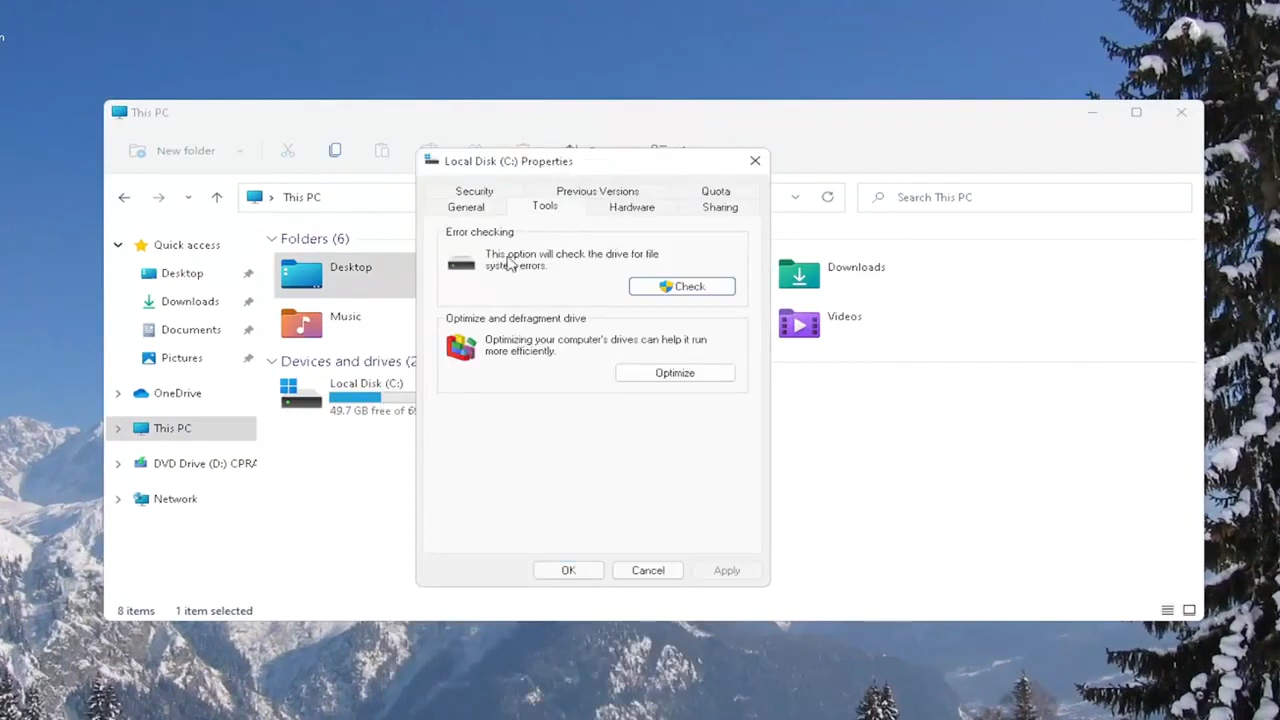 n
This PC
New folder
Local Disk (C:) Properties
This PC
Search This PC
Security
Previous Versions
Quota
General
Tools
Hardware
Sharing
Quick access
Desktop
Downloads
Documents
Pictures
OneDrive
This PC
DVD Drive (D:) CPRA
Network
Folders (6)
Desktop
Music
Downloads
Videos
Devices and drives (2
Local Disk (C:)
49.7 GB free of
Error checking
This option will check the drive for file
system errors.
Check
Optimize and defragment drive
Optimizing your computer's drives can help it run
more efficiently.
Optimize
OK
Cancel
Apply
8 items
1 item selected